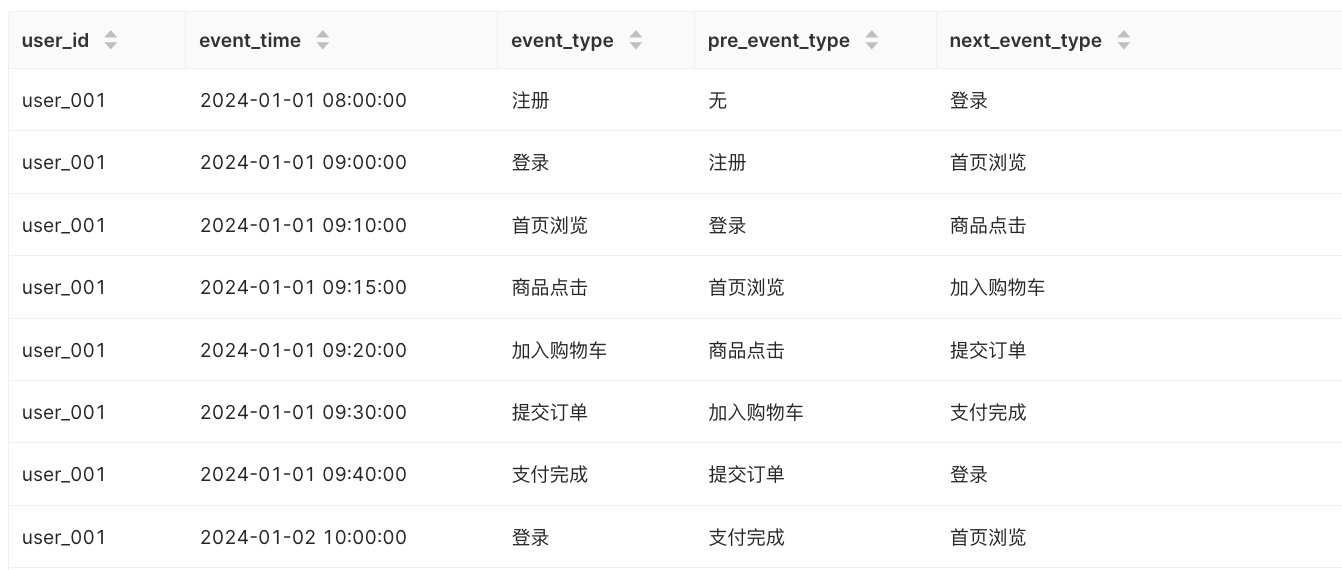 user_id event_time event_type pre_event_type next_event_type
user_001 2024-01-01 08:00:00 注册 无 登录
user_001 2024-01-01 09:00:00 登录 注册 首页浏览
user_001 2024-01-01 09:10:00 首页浏览 登录 商品点击
user_001 2024-01-01 09:15:00 商品点击 首页浏览 加入购物车
user_001 2024-01-01 09:20:00 加入购物车 商品点击 提交订单
user_001 2024-01-01 09:30:00 提交订单 加入购物车 支付完成
user_001 2024-01-01 09:40:00 支付完成 提交订单 登录
user_001 2024-01-02 10:00:00 登录 支付完成 首页浏览